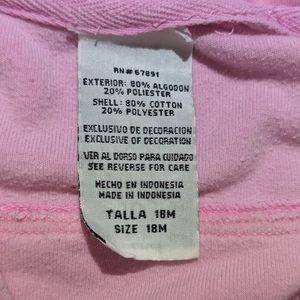 RN# 67891
EXTERIOR: 80% ALGODON
20% POLIESTER
SHELL: 80% COTTON
20% POLYESTER
EXCLUSIVO DE DECORACION
EXCLUSIVE OF DECORATION
VER AL DORSO PARA CUIDADO
SEE REVERSE FOR CARE
HECHO EN INDONESIA
MADE IN INDONESIA
TALLA 18M
SIZE 18M